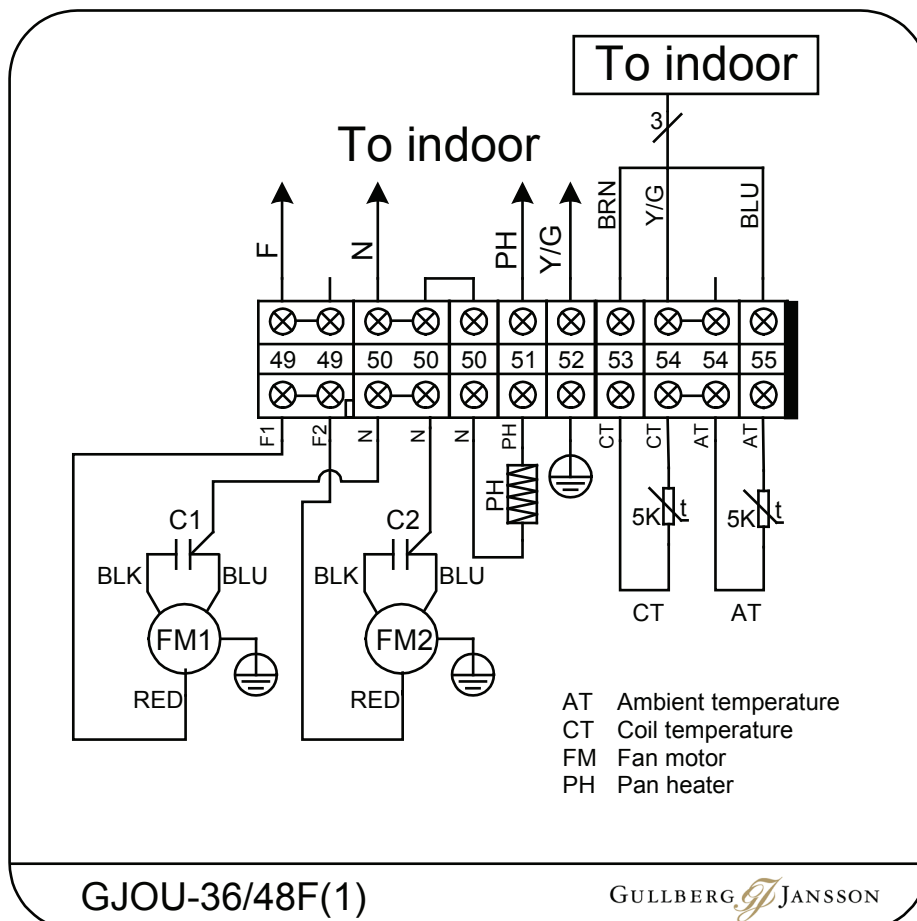 To indoor
3
To indoor
F
N
PH
Y/G
BRN
Y/G
BLU
49 49 50 50 50 51 52 53 54 54 55
F1 F2 N N N PH CT CT AT AT
C1
C2
PH
5K t
5K t
BLK BLU
BLK BLU
CT
AT
FM1
FM2
RED
RED
AT Ambient temperature
CT Coil temperature
FM Fan motor
PH Pan heater
GJOU-36/48F(1)
GULLBERG JANSSON